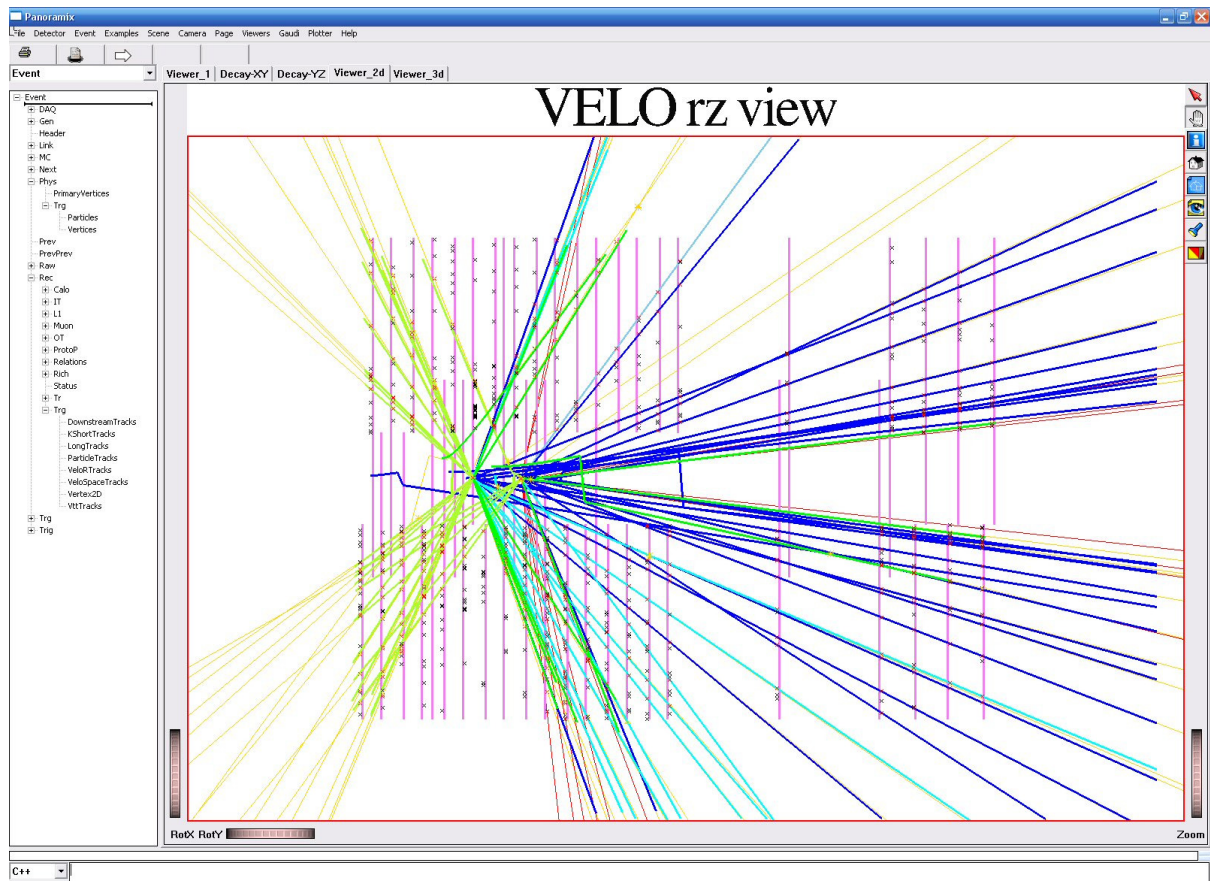 Panoramix
File Detector Event Examples Scene Camera Page Viewers Gaudi Plotter Help
Event
Viewer_1 Decay-XY Decay-YZ Viewer_2d Viewer_3d
VELO rz view
Event
DAQ
Gen
Header
Link
MC
Next
Phys
PrimaryVertices
Trg
Particles
Vertices
Prev
PrevPrev
Raw
Rec
Calo
IT
L1
Muon
OT
ProtoP
Relations
Rich
Status
Tr
Trg
DownstreamTracks
KShortTracks
LongTracks
ParticleTracks
VeloRTracks
VeloSpaceTracks
Vertex2D
VttTracks
Trg
Trig
RotX RotY
Zoom
C++